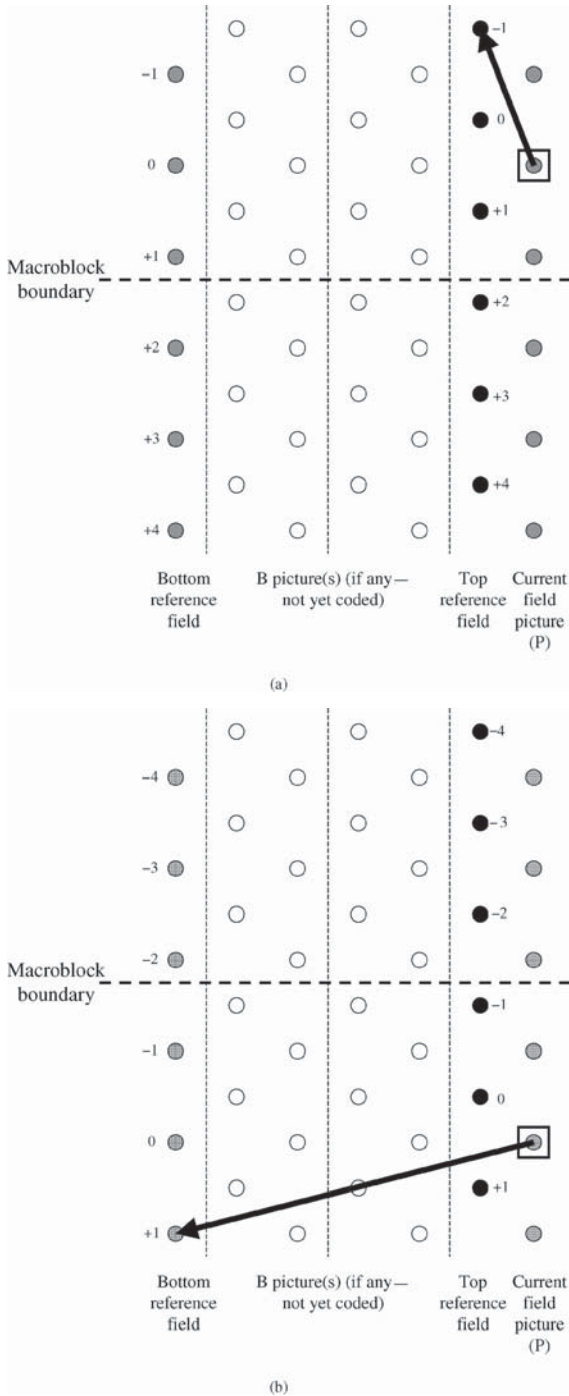 -1
-1
0
0
+1
+1
Macroblock
boundary
+2
+2
+3
+3
+4
+4
Bottom
reference
field
B picture(s) (if any—
not yet coded)
Top
reference
field
Current
field
picture
(P)
(a)
-4
-4
-3
-3
-2
-2
Macroblock
boundary
-1
-1
0
0
+1
+1
Bottom
reference
field
B picture(s) (if any—
not yet coded)
Top
reference
field
Current
field
picture
(P)
(b)